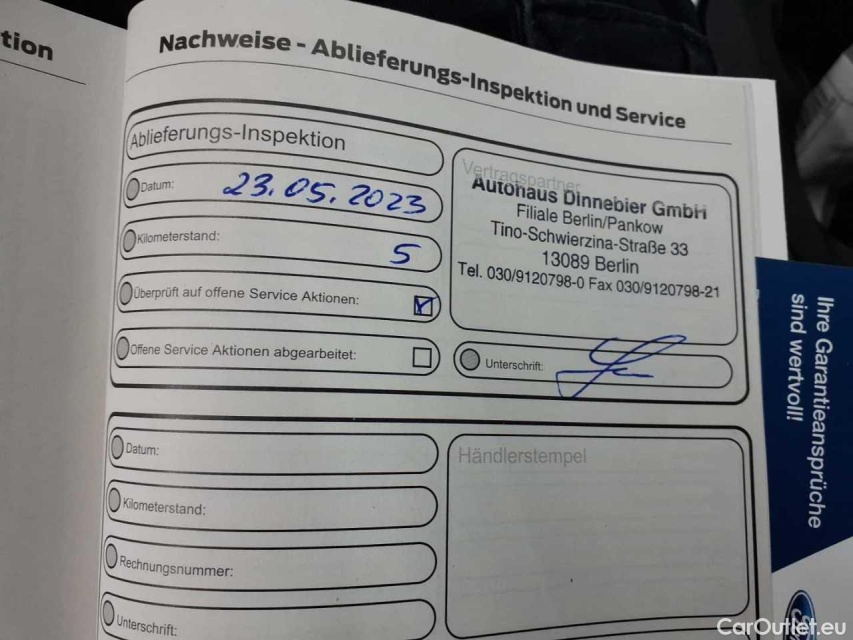 tion
Nachweise - Ablieferungs-Inspektion und Service
Ablieferungs-Inspektion
Datum: 23.05.2023
Kilometerstand: 5
Überprüft auf offene Service Aktionen:
Offene Service Aktionen abgearbeitet:
Vertragspartner
Autohaus Dinnebier GmbH
Filiale Berlin/Pankow
Tino-Schwierzina-Straße 33
13089 Berlin
Tel. 030/9120798-0 Fax 030/9120798-21
Unterschrift:
Datum:
Kilometerstand:
Rechnungsnummer:
Unterschrift:
Händlerstempel
Ihre Garantieansprüche
sind wertvoll!
CarOutlet.eu